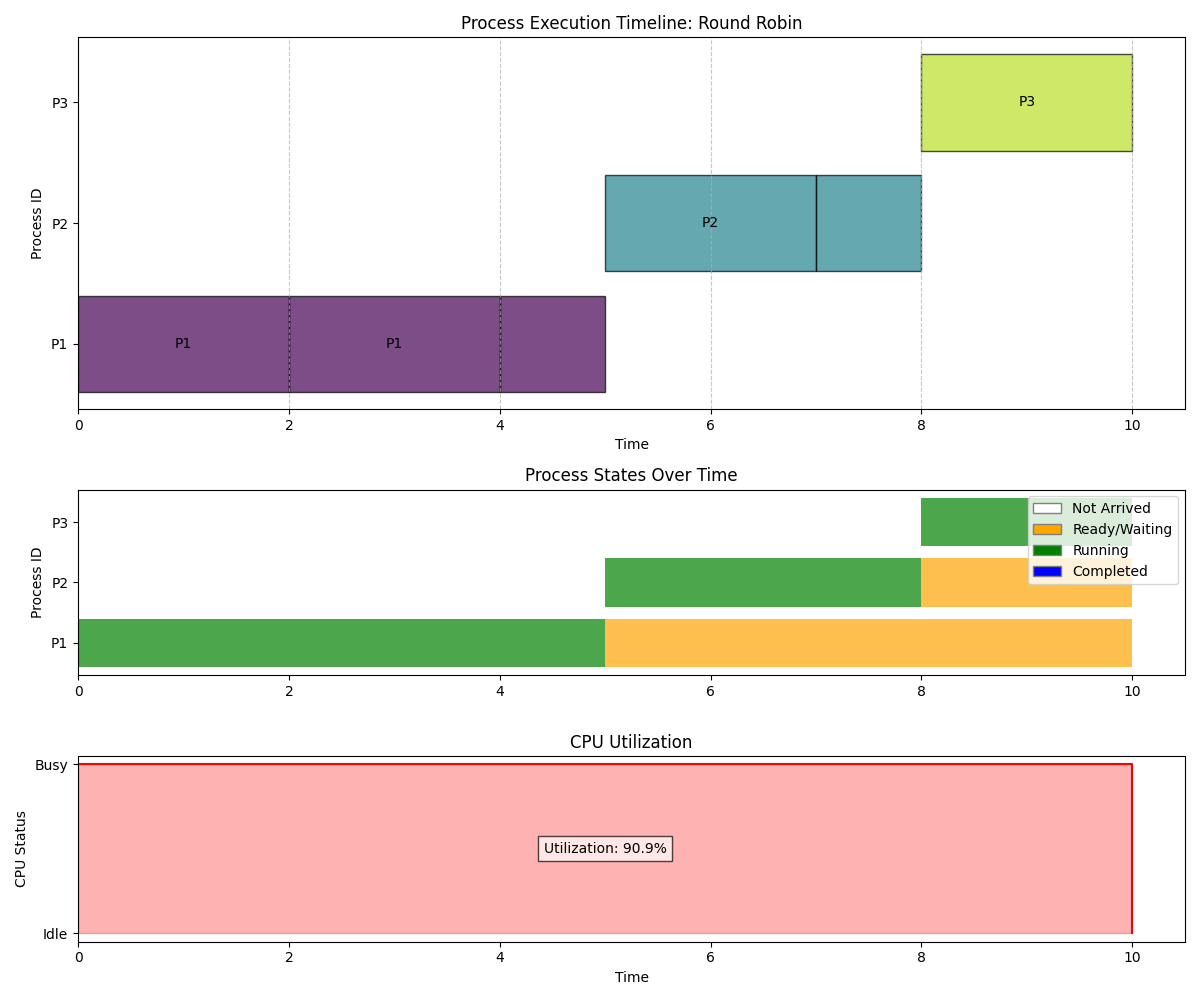 Process Execution Timeline: Round Robin
Process ID
P3
P3
P2
P2
P1
P1
P1
0 2 4 6 8 10
Time
Process States Over Time
Process ID
P3
P2
P1
Not Arrived
Ready/Waiting
Running
Completed
0 2 4 6 8 10
CPU Utilization
CPU Status
Busy
Utilization: 90.9%
Idle
0 2 4 6 8 10
Time